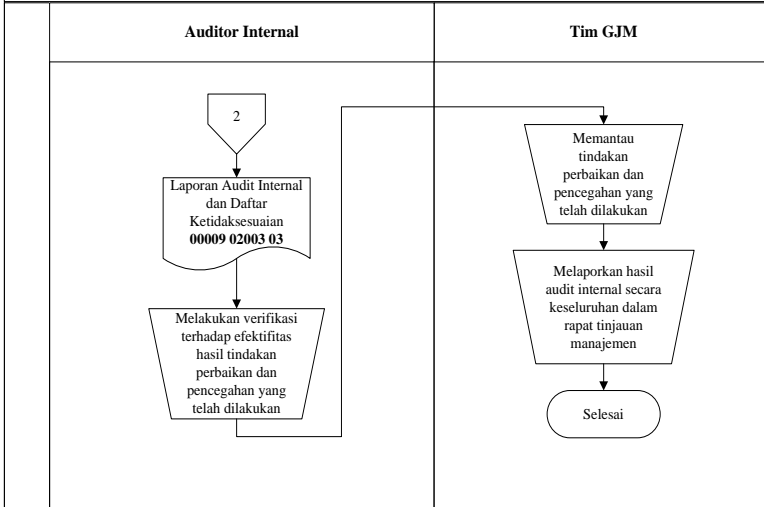 Auditor Internal
Tim GJM
2
Laporan Audit Internal
dan Daftar
Ketidaksesuaian
00009 02003 03
Melakukan verifikasi
terhadap efektifitas
hasil tindakan
perbaikan dan
pencegahan yang
telah dilakukan
Memantau
tindakan
perbaikan dan
pencegahan yang
telah dilakukan
Melaporkan hasil
audit internal secara
keseluruhan dalam
rapat tinjauan
manajemen
Selesai